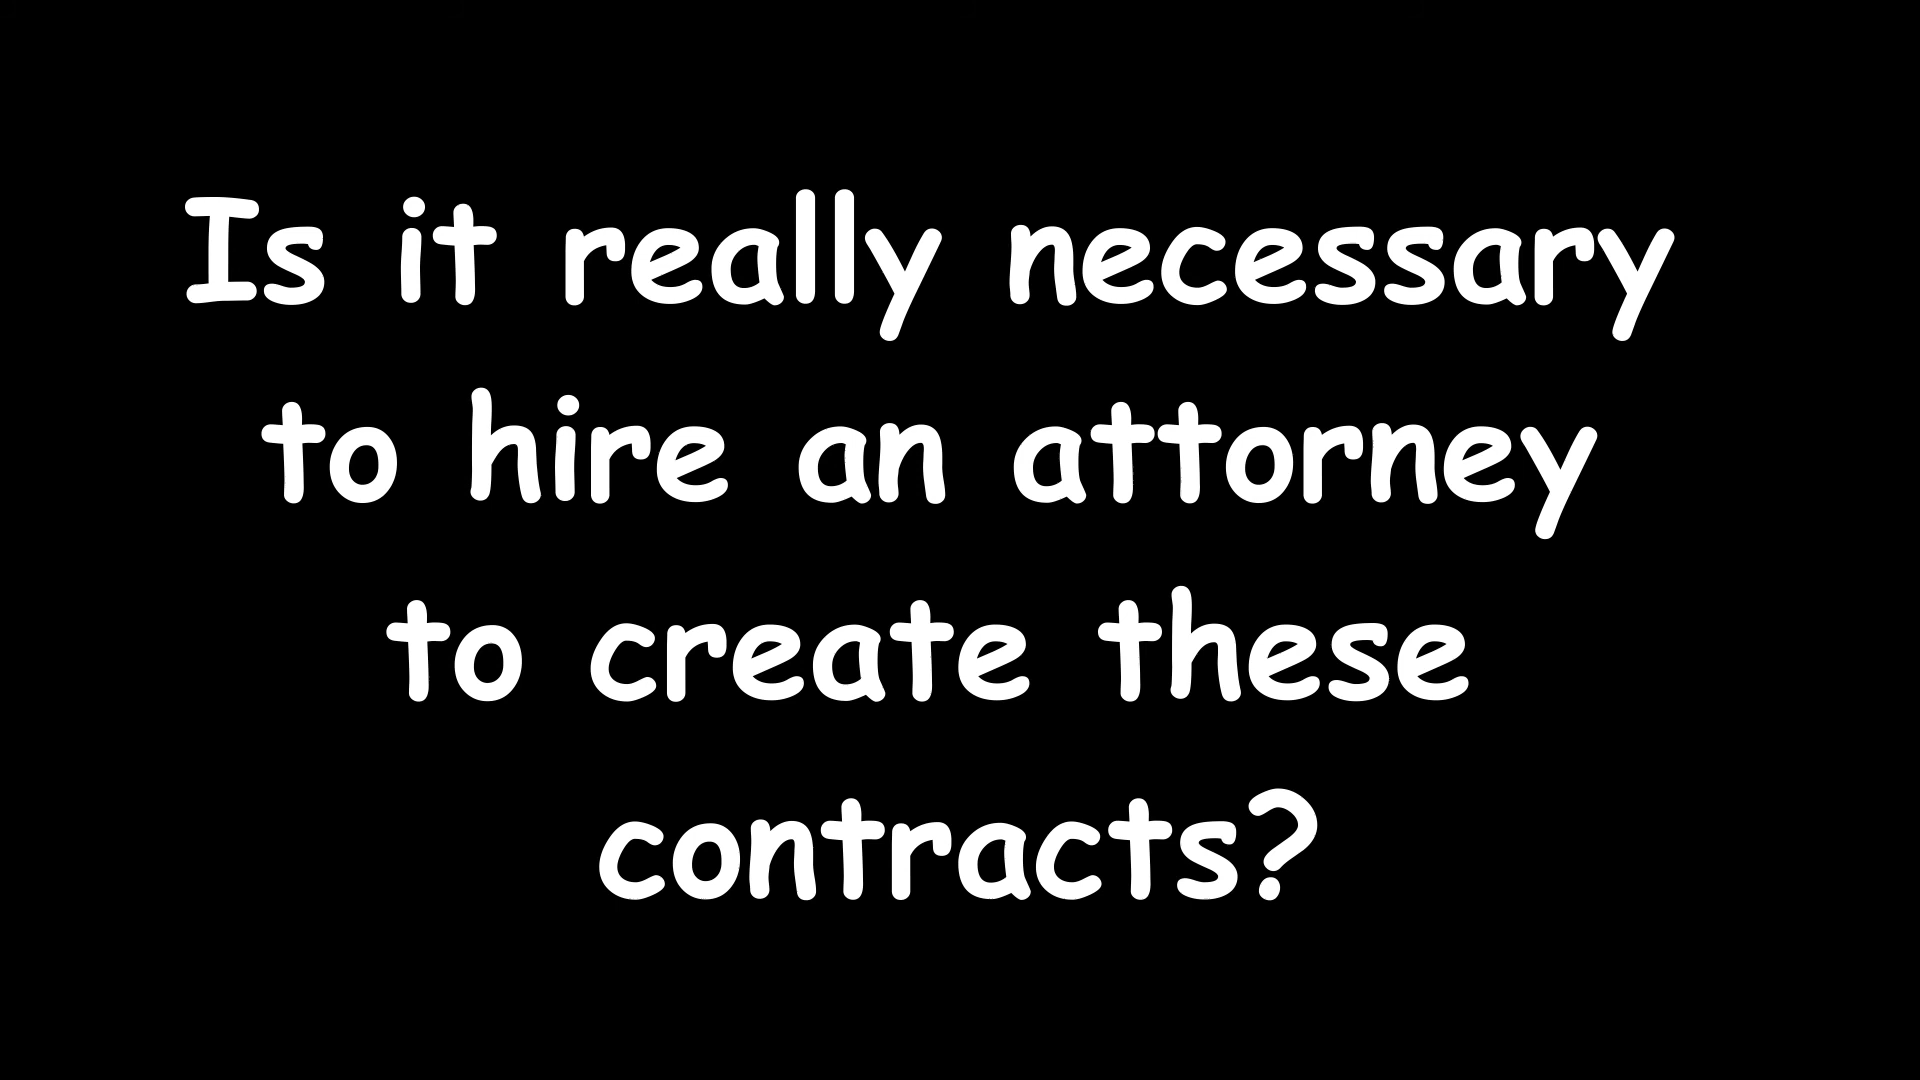 Is it really necessary
to hire an attorney
to create these
contracts?